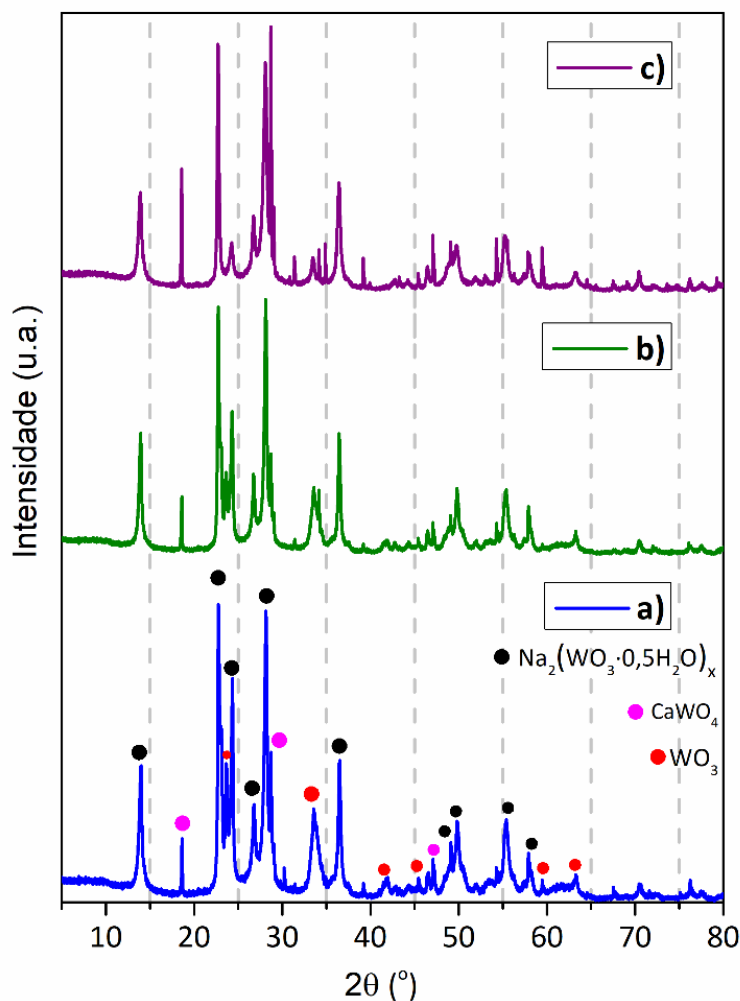 c)
b)
a)
Na₂(WO₃·0,5H₂O)ₓ
CaWO₄
WO₃
Intensidade (u.a.)
10 20 30 40 50 60 70 80
2θ (°)